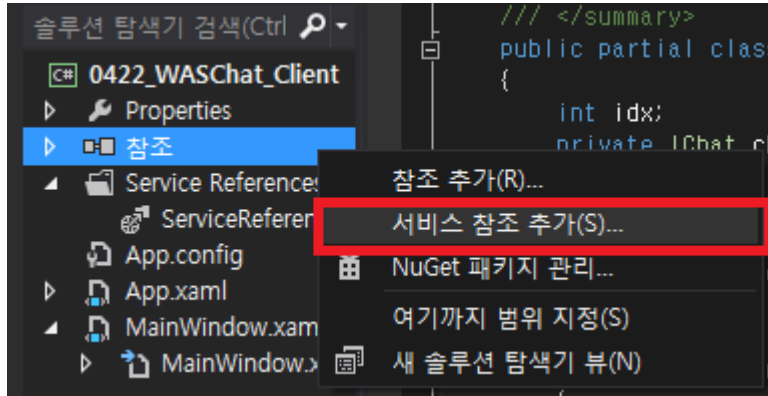 솔루션 탐색기 검색(Ctrl
C# 0422_WASChat_Client
Properties
참조
Service References
ServiceReferen
App.config
App.xaml
MainWindow.xam
MainWindow.x
참조 추가(R)...
서비스 참조 추가(S)...
NuGet 패키지 관리...
여기까지 범위 지정(S)
새 솔루션 탐색기 뷰(N)
/// </summary>
public partial clas
{
int idx;
private IChat c
{